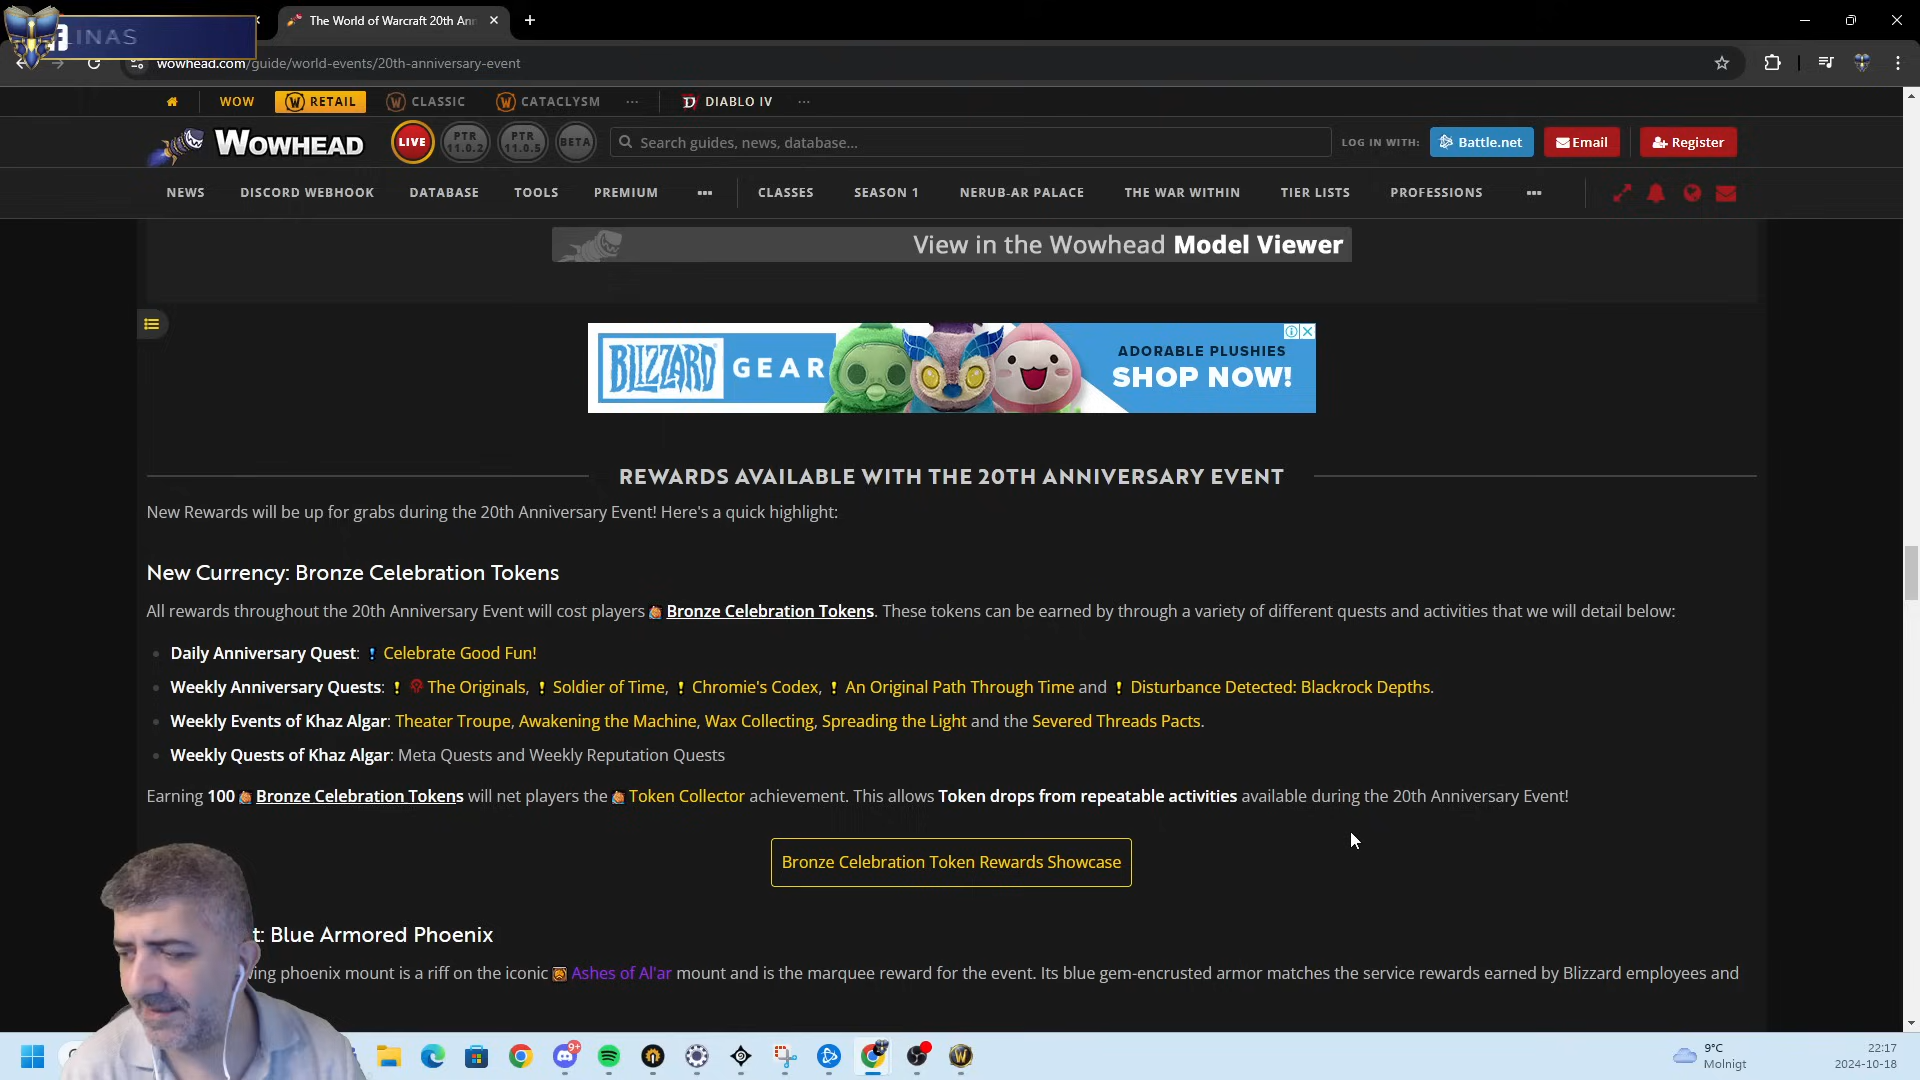 The World of Warcraft 20th Ann
LINAS
wowhead.com/guide/world-events/20th-anniversary-event
WOW
RETAIL
CLASSIC
CATACLYSM
...
DIABLO IV
...
WOWHEAD
LIVE
PTR
11.0.2
PTR
11.0.5
BETA
Search guides, news, database...
LOG IN WITH:
Battle.net
Email
Register
NEWS
DISCORD WEBHOOK
DATABASE
TOOLS
PREMIUM
CLASSES
SEASON 1
NERUB-AR PALACE
THE WAR WITHIN
TIER LISTS
PROFESSIONS
View in the Wowhead Model Viewer
BLIZZARD GEAR
ADORABLE PLUSHIES
SHOP NOW!
REWARDS AVAILABLE WITH THE 20TH ANNIVERSARY EVENT
New Rewards will be up for grabs during the 20th Anniversary Event! Here's a quick highlight:
New Currency: Bronze Celebration Tokens
All rewards throughout the 20th Anniversary Event will cost players Bronze Celebration Tokens. These tokens can be earned by through a variety of different quests and activities that we will detail below:
Daily Anniversary Quest: Celebrate Good Fun!
Weekly Anniversary Quests: The Originals, Soldier of Time, Chromie's Codex, An Original Path Through Time and Disturbance Detected: Blackrock Depths.
Weekly Events of Khaz Algar: Theater Troupe, Awakening the Machine, Wax Collecting, Spreading the Light and the Severed Threads Pacts.
Weekly Quests of Khaz Algar: Meta Quests and Weekly Reputation Quests
Earning 100 Bronze Celebration Tokens will net players the Token Collector achievement. This allows Token drops from repeatable activities available during the 20th Anniversary Event!
Bronze Celebration Token Rewards Showcase
t: Blue Armored Phoenix
ing phoenix mount is a riff on the iconic Ashes of Al'ar mount and is the marquee reward for the event. Its blue gem-encrusted armor matches the service rewards earned by Blizzard employees and
9+
9°C
Molnigt
22:17
2024-10-18